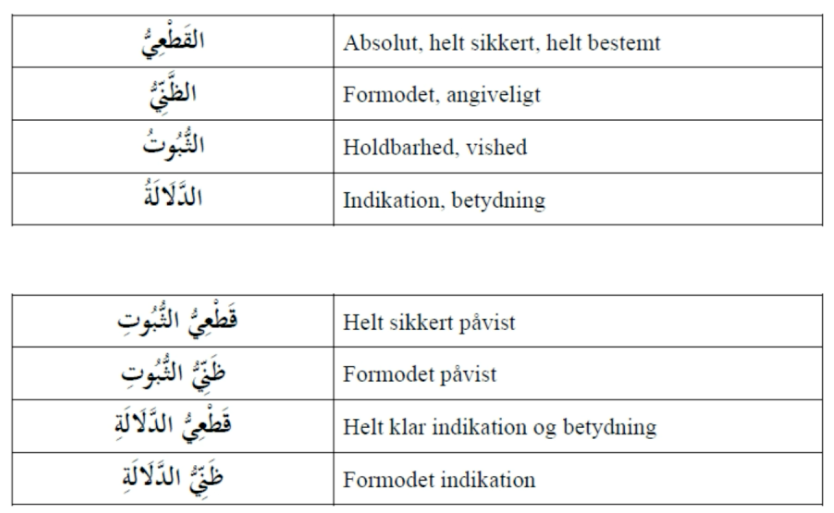 القَطْعِيُّ Absolut, helt sikkert, helt bestemt
الظَّنِّيُّ Formodet, angiveligt
الثُّبُوتُ Holdbarhed, vished
الدَّلَالَةُ Indikation, betydning
قَطْعِيُّ الثُّبُوتِ Helt sikkert påvist
ظَنِّيُّ الثُّبُوتِ Formodet påvist
قَطْعِيُّ الدَّلَالَةِ Helt klar indikation og betydning
ظَنِّيُّ الدَّلَالَةِ Formodet indikation